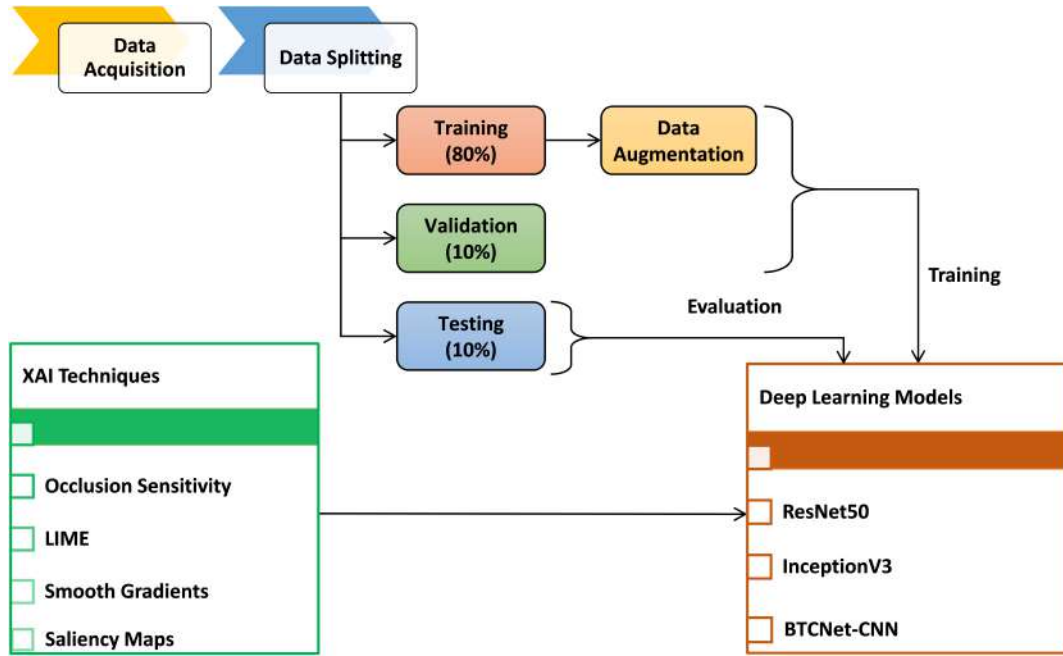 Data
Acquisition
Data Splitting
Training
(80%)
Data
Augmentation
Validation
(10%)
Training
Evaluation
Testing
(10%)
XAI Techniques
Occlusion Sensitivity
LIME
Smooth Gradients
Saliency Maps
Deep Learning Models
ResNet50
InceptionV3
BTCNet-CNN